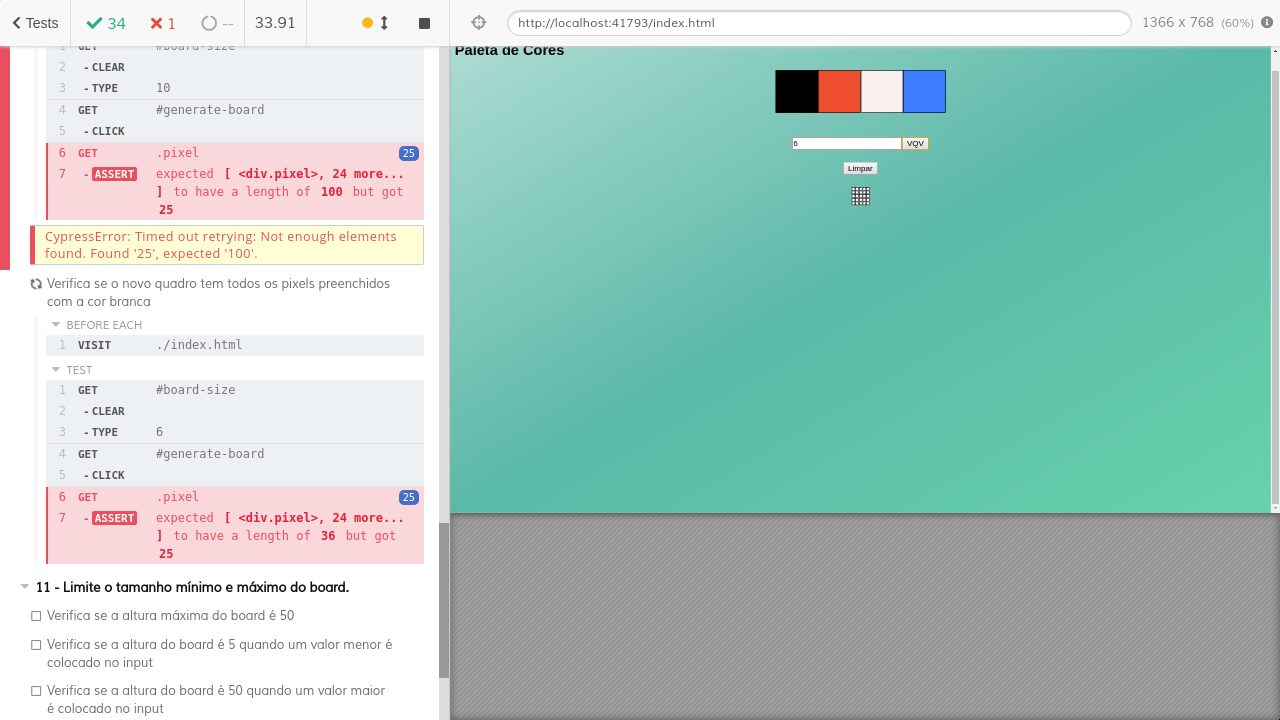 Tests
34
1
--
33.91
http://localhost:41793/index.html
1366 x 768 (60%)
1 GET #board-size
2 -CLEAR
3 -TYPE 10
4 GET #generate-board
5 -CLICK
6 GET .pixel 25
7 -ASSERT expected [ <div.pixel>, 24 more...
] to have a length of 100 but got
25
CypressError: Timed out retrying: Not enough elements
found. Found '25', expected '100'.
Verifica se o novo quadro tem todos os pixels preenchidos
com a cor branca
BEFORE EACH
1 VISIT ./index.html
TEST
1 GET #board-size
2 -CLEAR
3 -TYPE 6
4 GET #generate-board
5 -CLICK
6 GET .pixel 25
7 -ASSERT expected [ <div.pixel>, 24 more...
] to have a length of 36 but got
25
11 - Limite o tamanho mínimo e máximo do board.
Verifica se a altura máxima do board é 50
Verifica se a altura do board é 5 quando um valor menor é
colocado no input
Verifica se a altura do board é 50 quando um valor maior
é colocado no input
Paleta de Cores
6
VQV
Limpar